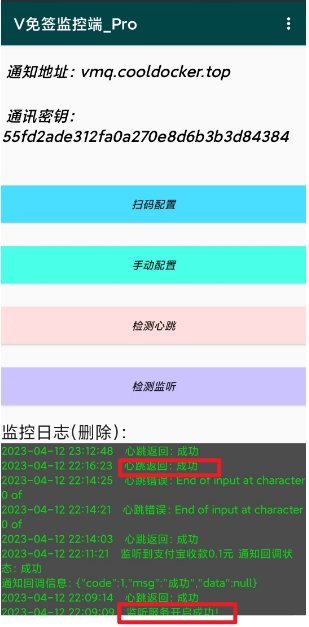 V免签监控端_Pro
通知地址: vmq.cooldocker.top
通讯密钥:
55fd2ade312fa0a270e8d6b3b3d84384
扫码配置
手动配置
检测心跳
检测监听
监控日志(删除):
2023-04-12 23:12:48 心跳返回: 成功
2023-04-12 22:16:23 心跳返回: 成功
2023-04-12 22:14:25 心跳错误: End of input at character
0 of
2023-04-12 22:14:21 心跳错误: End of input at character
0 of
2023-04-12 22:14:03 心跳返回: 成功
2023-04-12 22:11:21 监听到支付宝收款0.1元 通知回调状
态: 成功
通知回调信息: {"code":1,"msg":"成功","data":null}
2023-04-12 22:09:14 心跳返回: 成功
2023-04-12 22:09:09 监听服务开启成功!